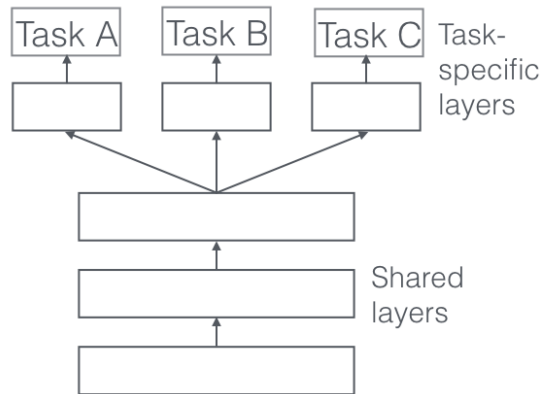 Task A
Task B
Task C
Task-
specific
layers
Shared
layers